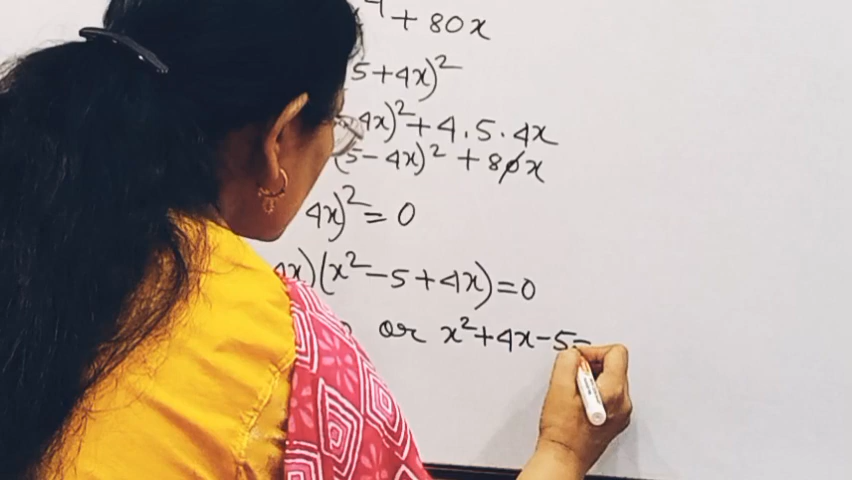 + 80x
5 + 4x)²
4x)² + 4 . 5 . 4x
(5 - 4x)² + 80x
4x)² = 0
4x)(x² - 5 + 4x) = 0
or x² + 4x - 5 =